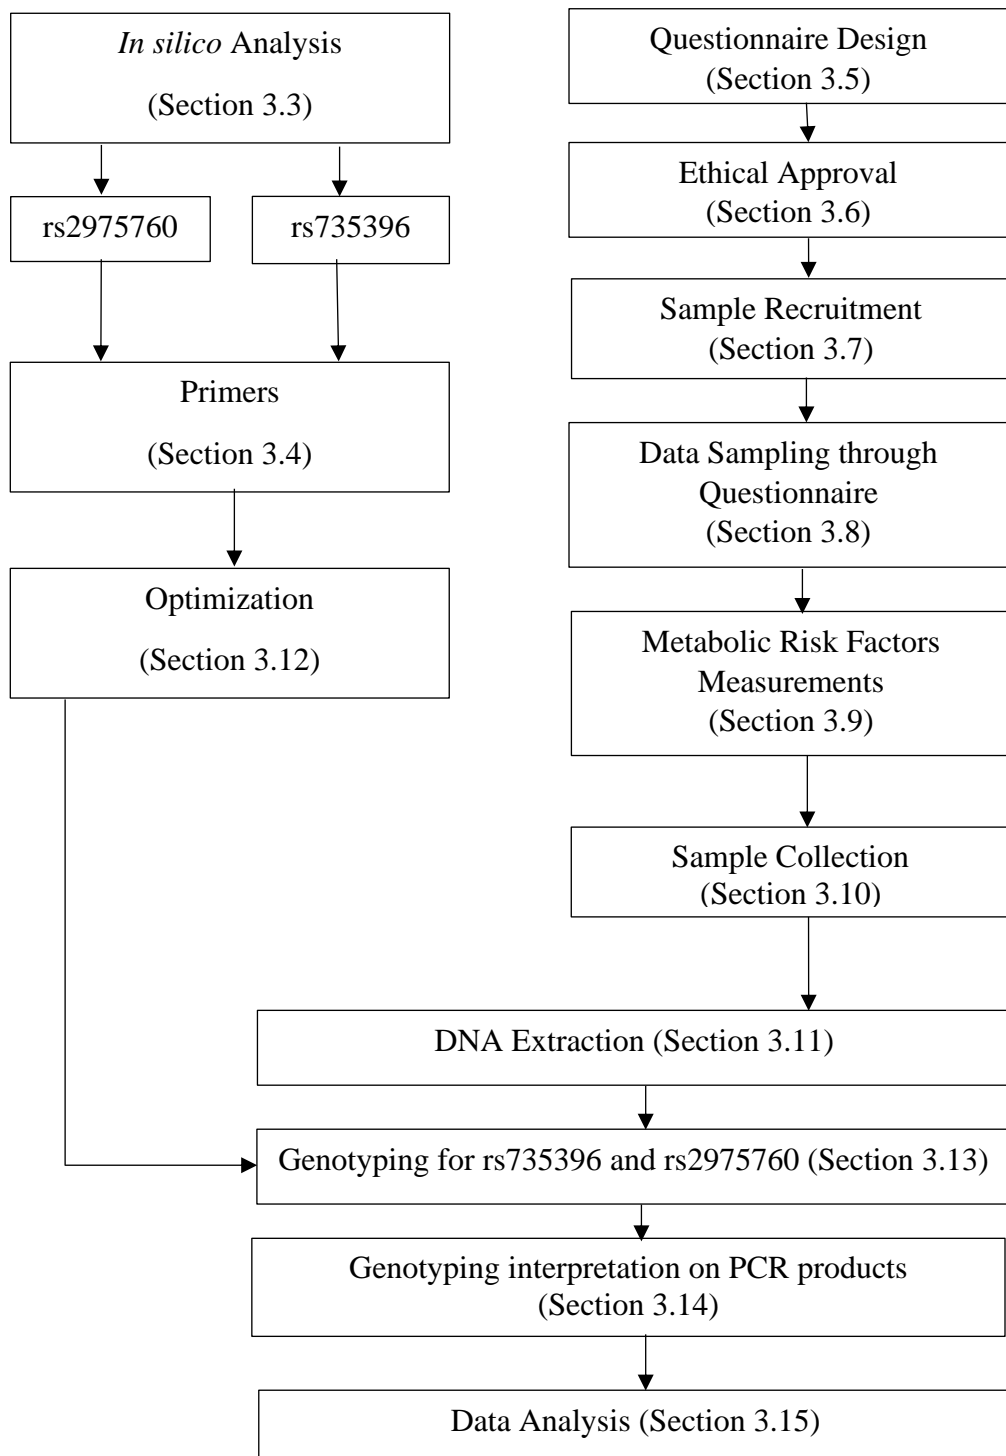 In silico Analysis
(Section 3.3)
rs2975760
rs735396
Primers
(Section 3.4)
Optimization
(Section 3.12)
Questionnaire Design
(Section 3.5)
Ethical Approval
(Section 3.6)
Sample Recruitment
(Section 3.7)
Data Sampling through
Questionnaire
(Section 3.8)
Metabolic Risk Factors
Measurements
(Section 3.9)
Sample Collection
(Section 3.10)
DNA Extraction (Section 3.11)
Genotyping for rs735396 and rs2975760 (Section 3.13)
Genotyping interpretation on PCR products
(Section 3.14)
Data Analysis (Section 3.15)